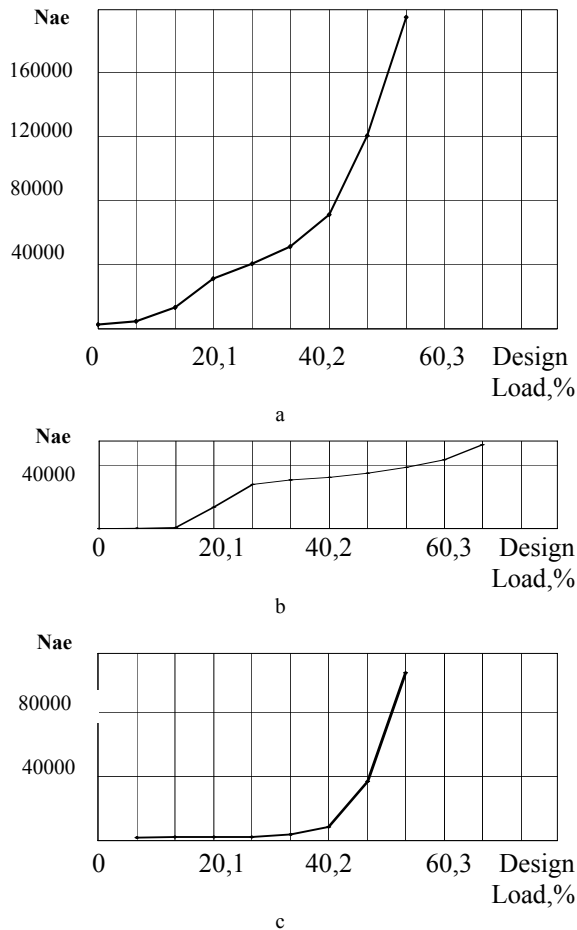 Nae
160000
120000
80000
40000
0 20,1 40,2 60,3 Design
Load,%
a
Nae
40000
0 20,1 40,2 60,3 Design
Load,%
b
Nae
80000
40000
0 20,1 40,2 60,3 Design
Load,%
c